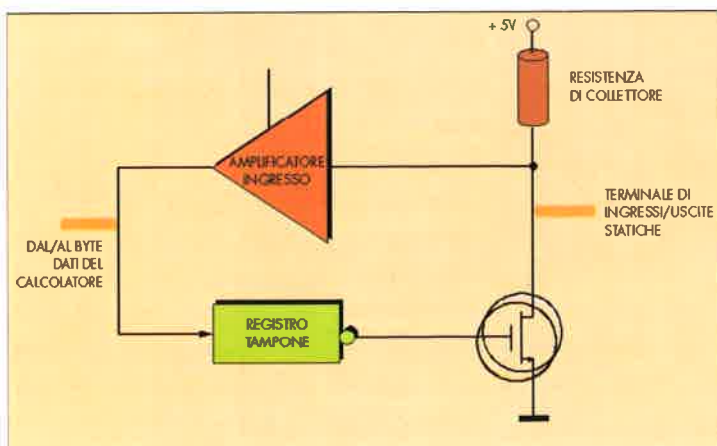 + 5V
RESISTENZA
DI COLLETTORE
AMPLIFICATORE
INGRESSO
TERMINALE DI
INGRESSI/USCITE
STATICHE
DAL/AL BYTE
DATI DEL
CALCOLATORE
REGISTRO
TAMPONE